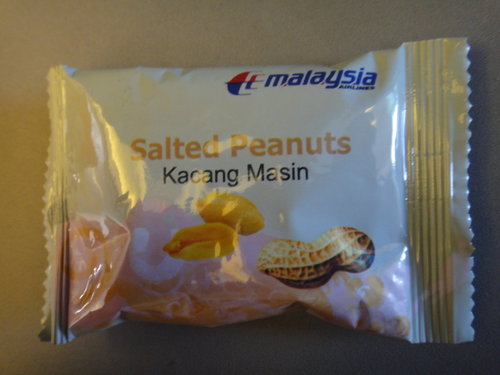 malaysia
AIRLINES
Salted Peanuts
Kacang Masin